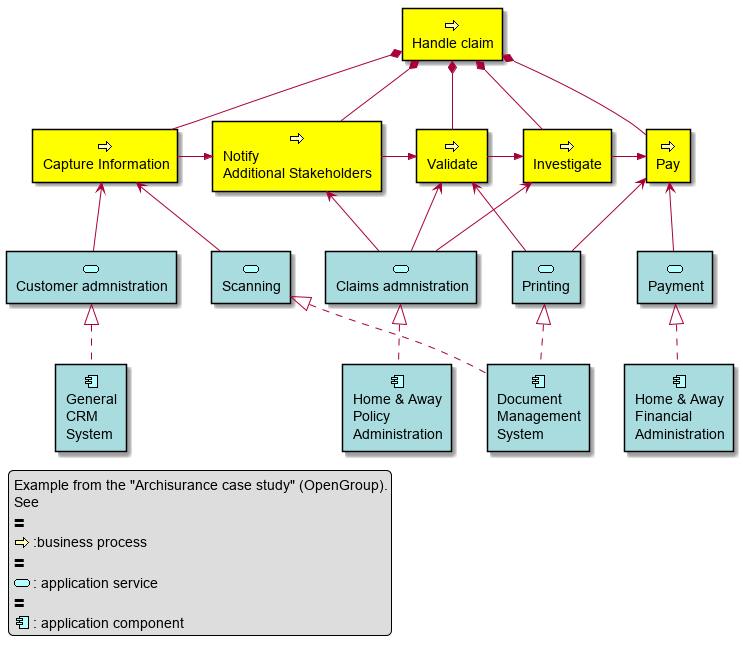 Handle claim
Capture Information
Notify
Additional Stakeholders
Validate
Investigate
Pay
Customer admnistration
Scanning
Claims admnistration
Printing
Payment
General
CRM
System
Home & Away
Policy
Administration
Document
Management
System
Home & Away
Financial
Administration
Example from the "Archisurance case study" (OpenGroup).
See
=
:business process
=
: application service
=
: application component